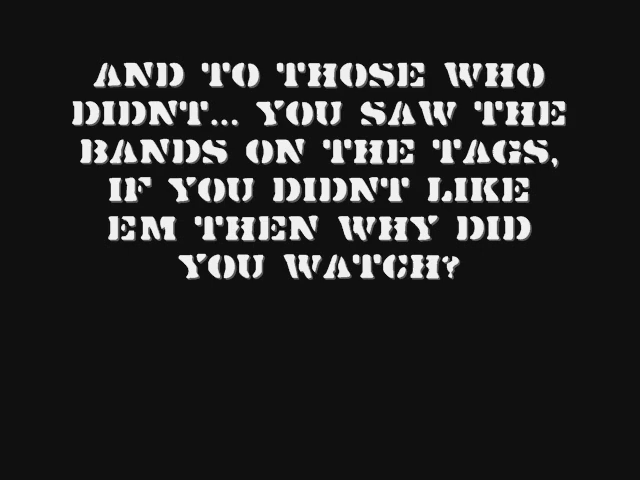 AND TO THOSE WHO
DIDNT... YOU SAW THE
BANDS ON THE TAGS,
IF YOU DIDNT LIKE
EM THEN WHY DID
YOU WATCH?